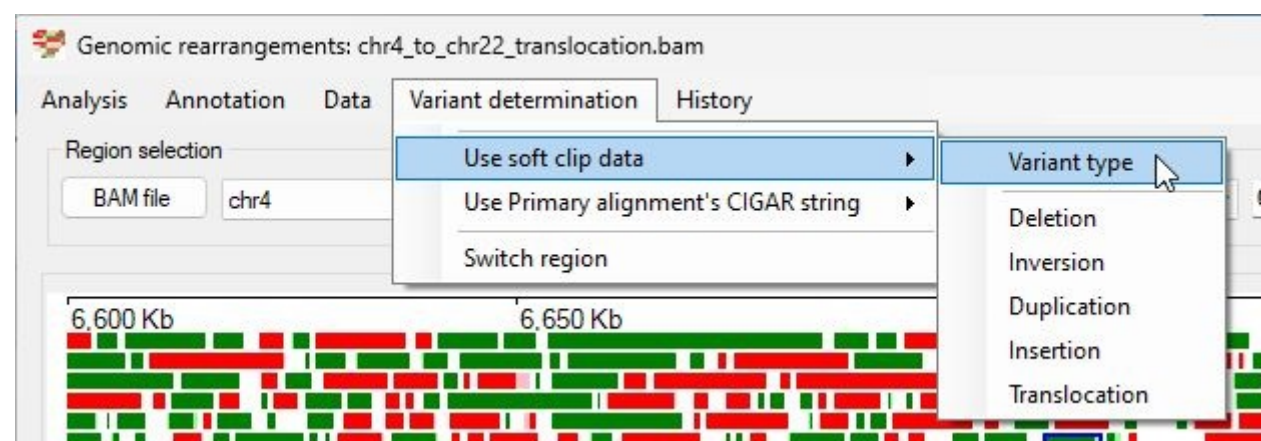 Genomic rearrangements: chr4_to_chr22_translocation.bam
Analysis Annotation Data Variant determination History
Region selection
BAM file chr4
Use soft clip data
Use Primary alignment's CIGAR string
Switch region
Variant type
Deletion
Inversion
Duplication
Insertion
Translocation
6,600 Kb 6,650 Kb